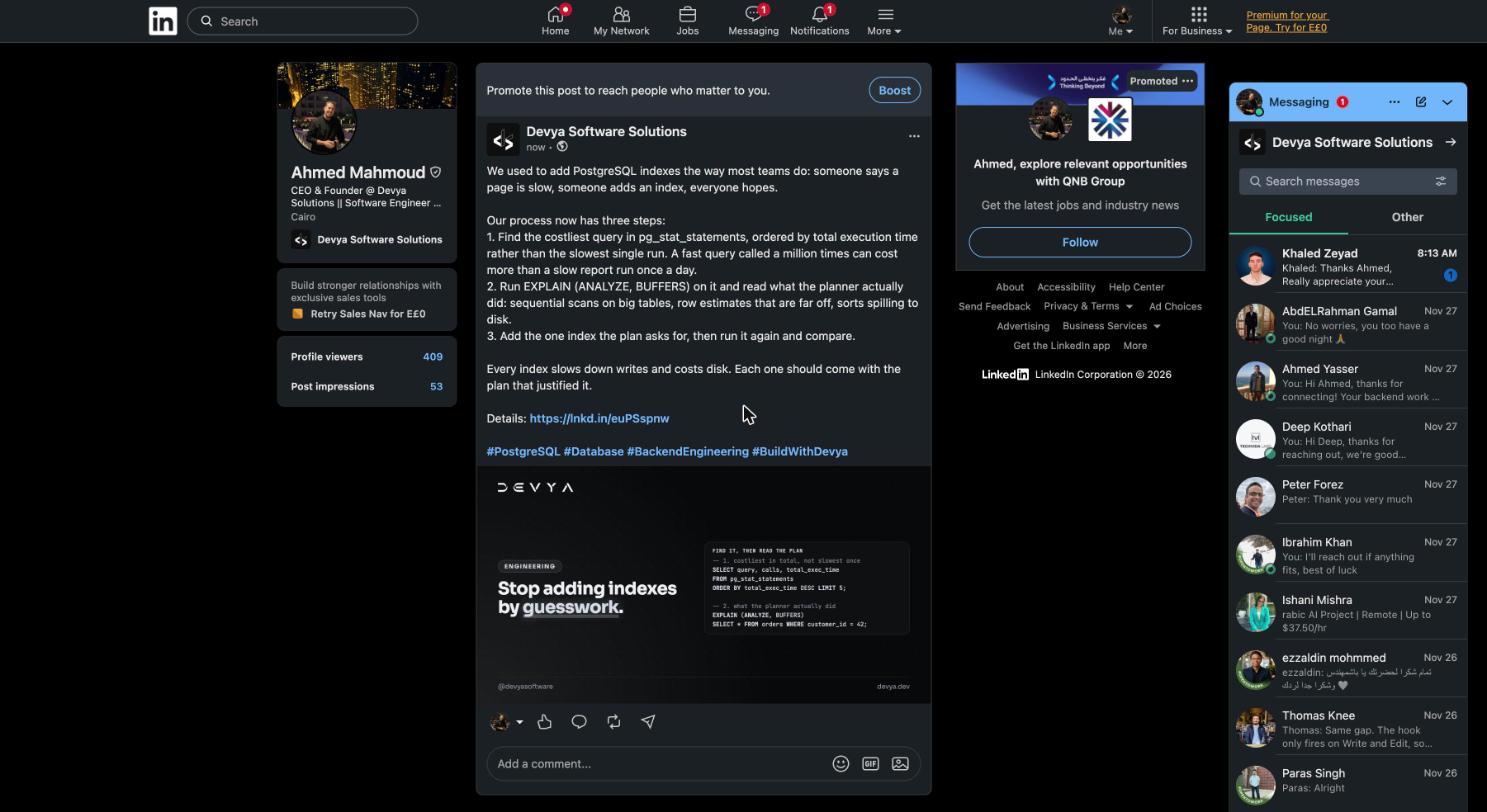 in
Search
Home
My Network
Jobs
1
Messaging
1
Notifications
More
Me
For Business
Premium for your
Page. Try for E£0
Ahmed Mahmoud
CEO & Founder @ Devya
Solutions || Software Engineer ...
Cairo
Devya Software Solutions
Build stronger relationships with
exclusive sales tools
Retry Sales Nav for E£0
Profile viewers 409
Post impressions 53
Promote this post to reach people who matter to you.
Boost
Devya Software Solutions
now •
We used to add PostgreSQL indexes the way most teams do: someone says a
page is slow, someone adds an index, everyone hopes.
Our process now has three steps:
1. Find the costliest query in pg_stat_statements, ordered by total execution time
rather than the slowest single run. A fast query called a million times can cost
more than a slow report run once a day.
2. Run EXPLAIN (ANALYZE, BUFFERS) on it and read what the planner actually
did: sequential scans on big tables, row estimates that are far off, sorts spilling to
disk.
3. Add the one index the plan asks for, then run it again and compare.
Every index slows down writes and costs disk. Each one should come with the
plan that justified it.
Details: https://lnkd.in/euPSspnw
#PostgreSQL #Database #BackendEngineering #BuildWithDevya
DEVYA
ENGINEERING
Stop adding indexes
by guesswork.
FIND IT, THEN READ THE PLAN
-- 1. costliest in total, not slowest once
SELECT query, calls, total_exec_time
FROM pg_stat_statements
ORDER BY total_exec_time DESC LIMIT 5;
-- 2. what the planner actually did
EXPLAIN (ANALYZE, BUFFERS)
SELECT * FROM orders WHERE customer_id = 42;
@devyasoftware
devya.dev
Add a comment...
GIF
فكر يتخطى الحدود
Thinking Beyond
Promoted
Ahmed, explore relevant opportunities
with QNB Group
Get the latest jobs and industry news
Follow
About Accessibility Help Center
Send Feedback Privacy & Terms Ad Choices
Advertising Business Services
Get the LinkedIn app More
LinkedIn LinkedIn Corporation © 2026
Messaging 1
Devya Software Solutions
Search messages
Focused
Other
Khaled Zeyad 8:13 AM
Khaled: Thanks Ahmed,
Really appreciate your...
1
AbdELRahman Gamal Nov 27
You: No worries, you too have a
good night 🙏
Ahmed Yasser Nov 27
You: Hi Ahmed, thanks for
connecting! Your backend work ...
Deep Kothari Nov 27
You: Hi Deep, thanks for
reaching out, we're good...
Peter Forez Nov 27
Peter: Thank you very much
Ibrahim Khan Nov 27
You: I'll reach out if anything
fits, best of luck
Ishani Mishra Nov 27
rabic AI Project | Remote | Up to
$37.50/hr
ezzaldin mohmmed Nov 26
ezzaldin: تمام شكرا لحضرتك يا باشمهندس
وشكرا جدا لردك 🖤
Thomas Knee Nov 26
Thomas: Same gap. The hook
only fires on Write and Edit, so...
Paras Singh Nov 26
Paras: Alright